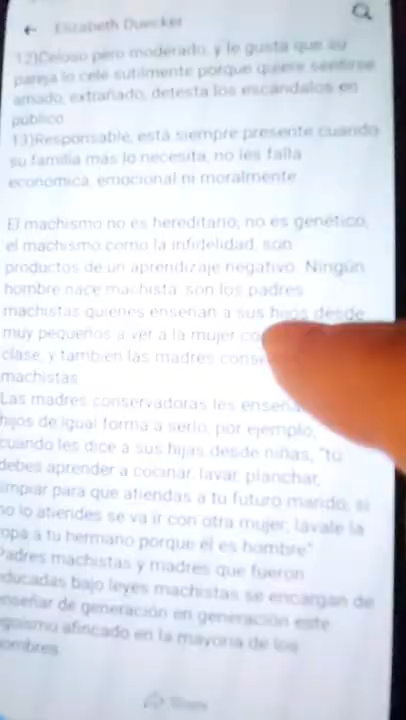 Elizabeth Duecker
12)Celoso pero moderado, y le gusta que su
pareja lo cele sutilmente porque quiere sentirse
amado, extrañado, detesta los escándalos en
público
13)Responsable, está siempre presente cuando
su familia más lo necesita, no les falla
económica, emocional ni moralmente
El machismo no es hereditario, no es genético,
el machismo como la infidelidad, son
productos de un aprendizaje negativo. Ningún
hombre nace machista, son los padres
machistas quienes enseñan a sus hijos desde
muy pequeños a ver a la mujer
clase, y también las madres
machistas
Las madres conservadoras les
hijos de igual forma a serlo, por ejemplo,
cuando les dice a sus hijas desde niñas, "tú
debes aprender a cocinar, lavar, planchar,
limpiar para que atiendas a tu futuro marido, si
no lo atiendes se va ir con otra mujer, lavale la
ropa a tu hermano porque él es hombre"
Padres machistas y madres que fueron
educadas bajo leyes machistas se encargan de
enseñar de generación en generación este
egoísmo afincado en la mayoría de los
hombres
Share